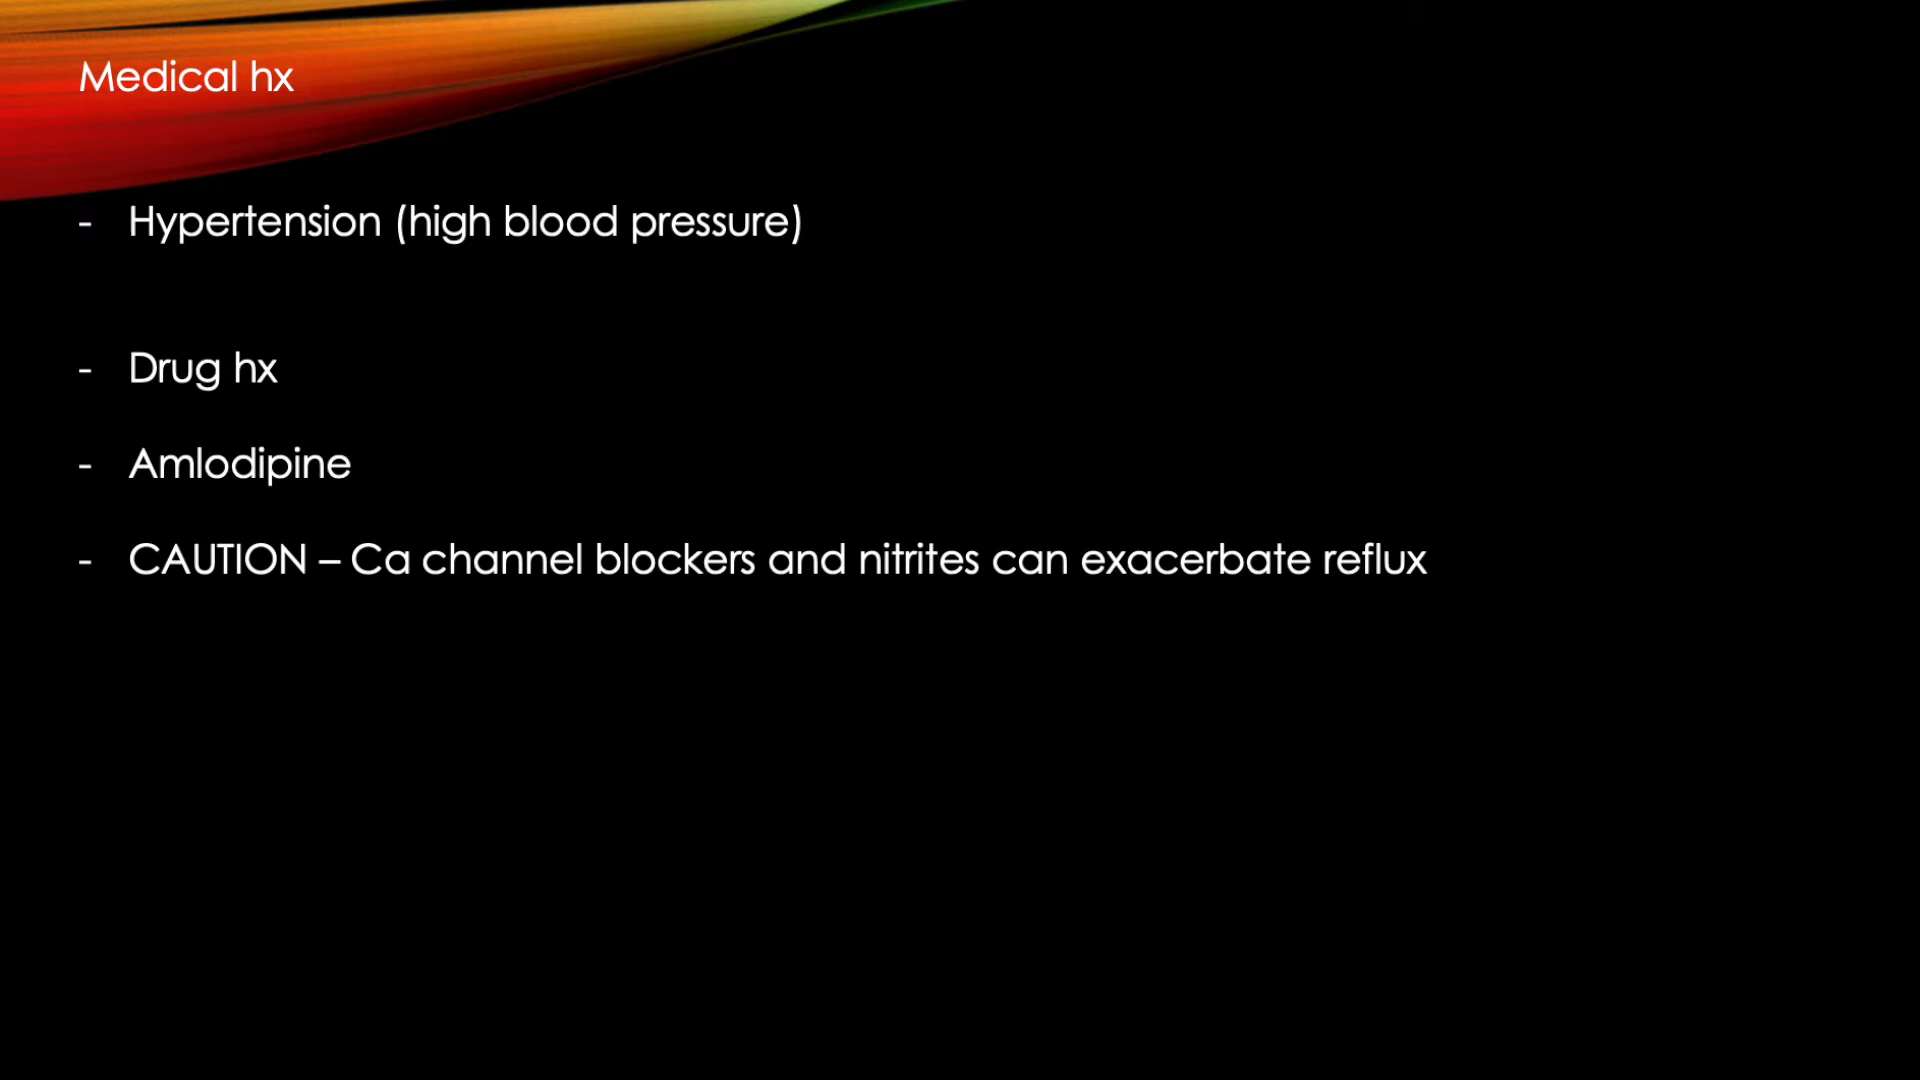 Medical hx
- Hypertension (high blood pressure)
- Drug hx
- Amlodipine
- CAUTION – Ca channel blockers and nitrites can exacerbate reflux